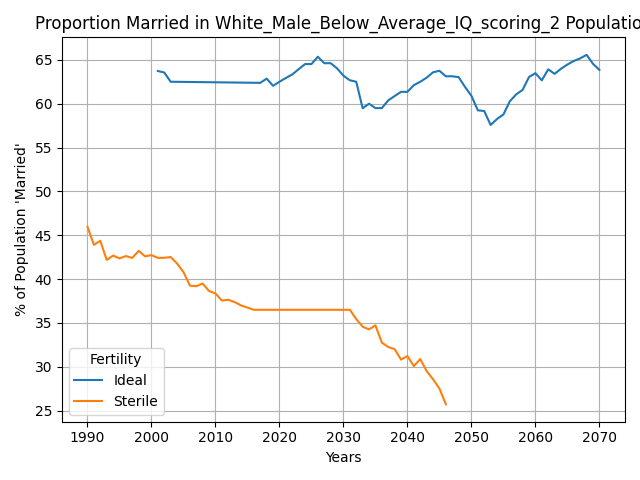 Proportion Married in White_Male_Below_Average_IQ_scoring_2 Populatio
65
60
55
50
45
40
35
30
25
% of Population 'Married'
Fertility
Ideal
Sterile
1990 2000 2010 2020 2030 2040 2050 2060 2070
Years